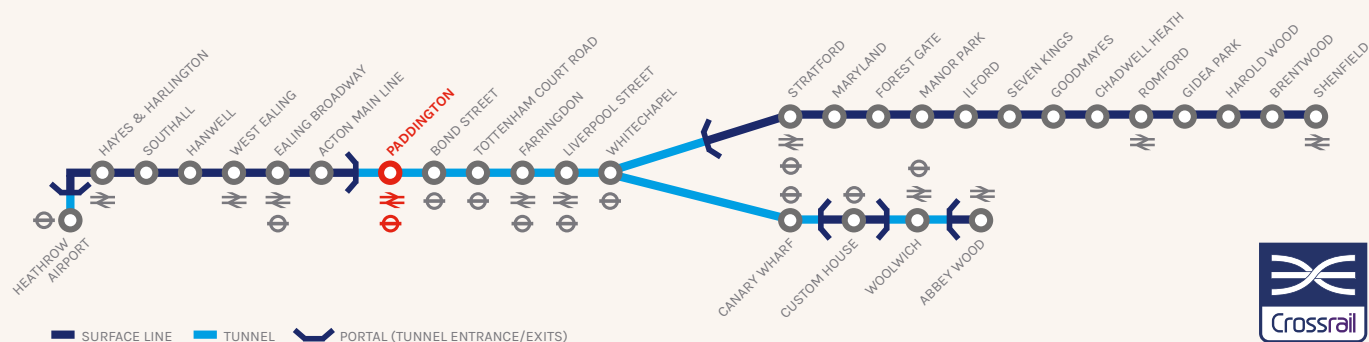 HAYES & HARLINGTON
SOUTHALL
HANWELL
WEST EALING
EALING BROADWAY
ACTON MAIN LINE
PADDINGTON
BOND STREET
TOTTENHAM COURT ROAD
FARRINGDON
LIVERPOOL STREET
WHITECHAPEL
STRATFORD
MARYLAND
FOREST GATE
MANOR PARK
ILFORD
SEVEN KINGS
GOODMAYES
CHADWELL HEATH
ROMFORD
GIDEA PARK
HAROLD WOOD
BRENTWOOD
SHENFIELD
HEATHROW
AIRPORT
CANARY WHARF
CUSTOM HOUSE
WOOLWICH
ABBEY WOOD
SURFACE LINE
TUNNEL
PORTAL (TUNNEL ENTRANCE/EXITS)
Crossrail